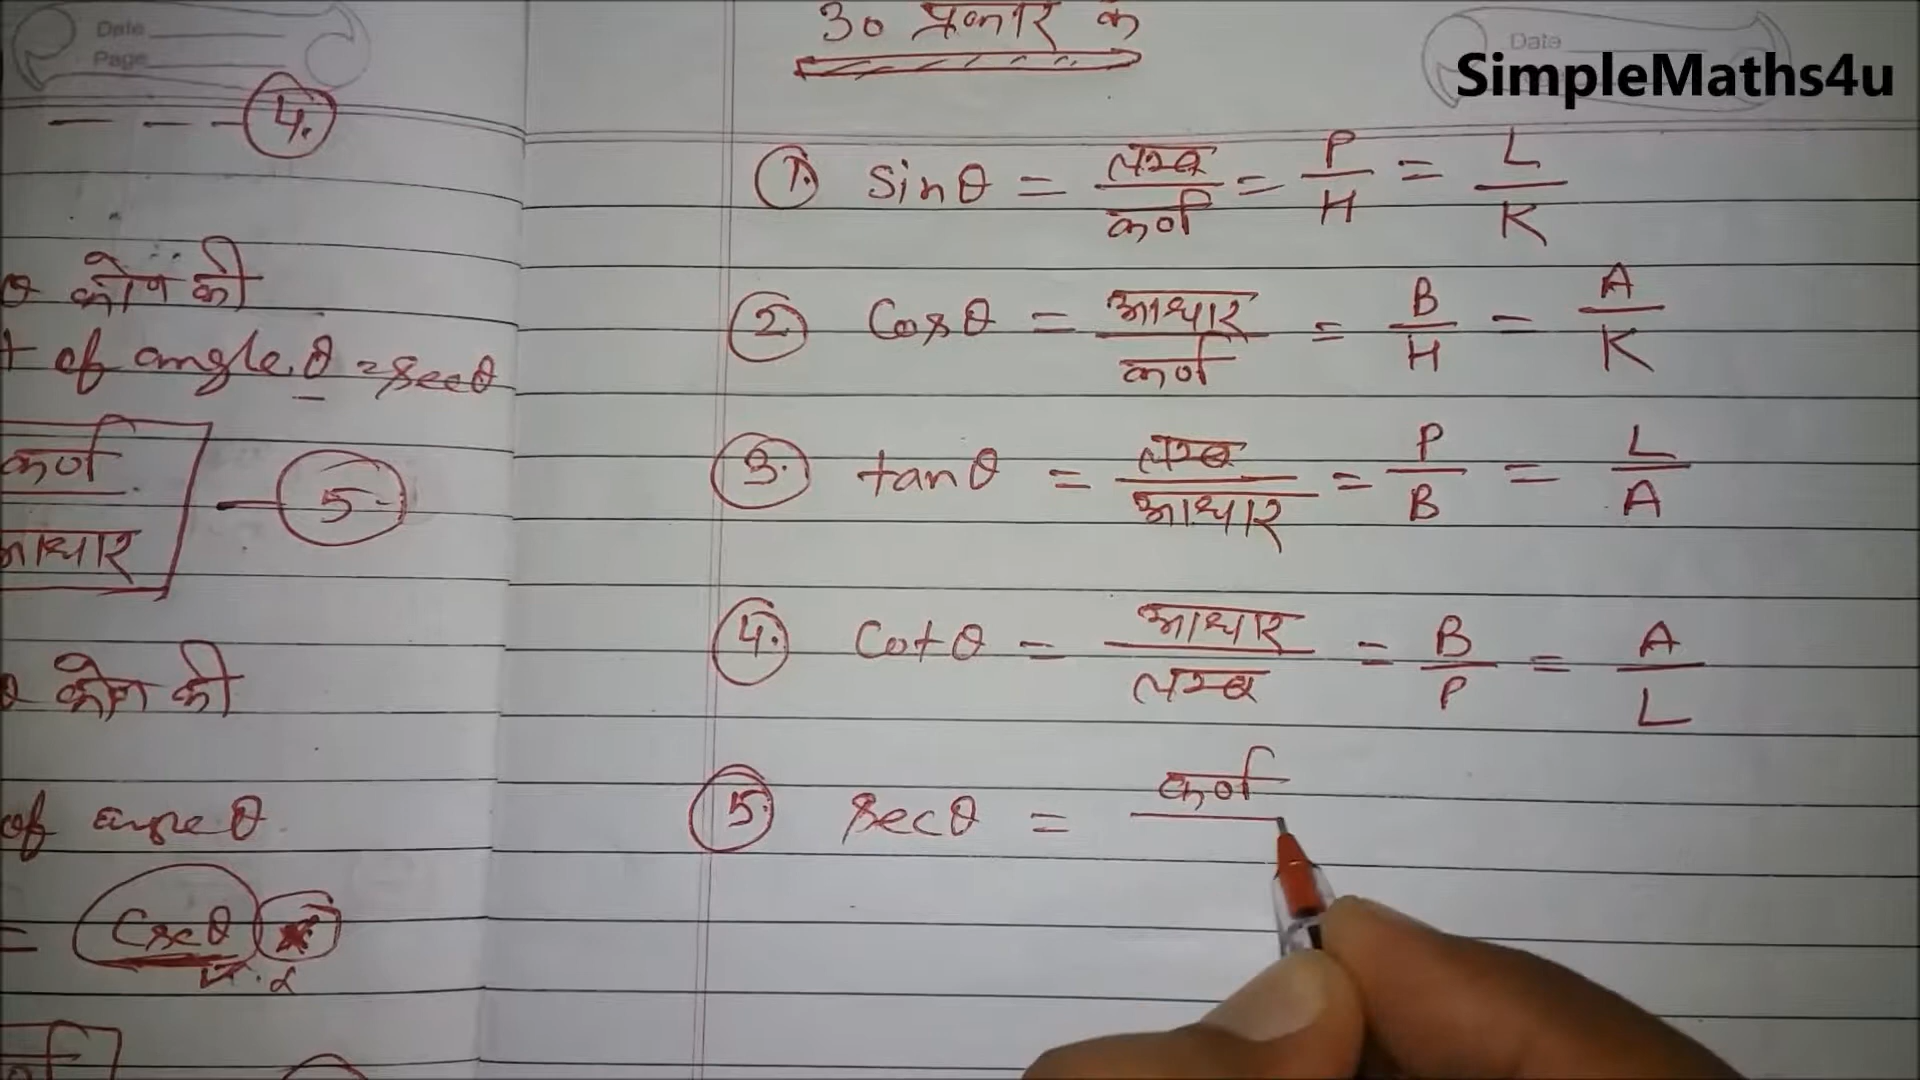 Date
Page
4.
कोण की
of angle θ = secθ
कर्ण
आधार
5.
θ कोण की
of angle θ
= Cscθ
30 प्रकार के
Date
SimpleMaths4u
1. sinθ = लम्ब/कर्ण = P/H = L/K
2. Cosθ = आधार/कर्ण = B/H = A/K
3. tanθ = लम्ब/आधार = P/B = L/A
4. Cotθ = आधार/लम्ब = B/P = A/L
5. secθ = कर्ण